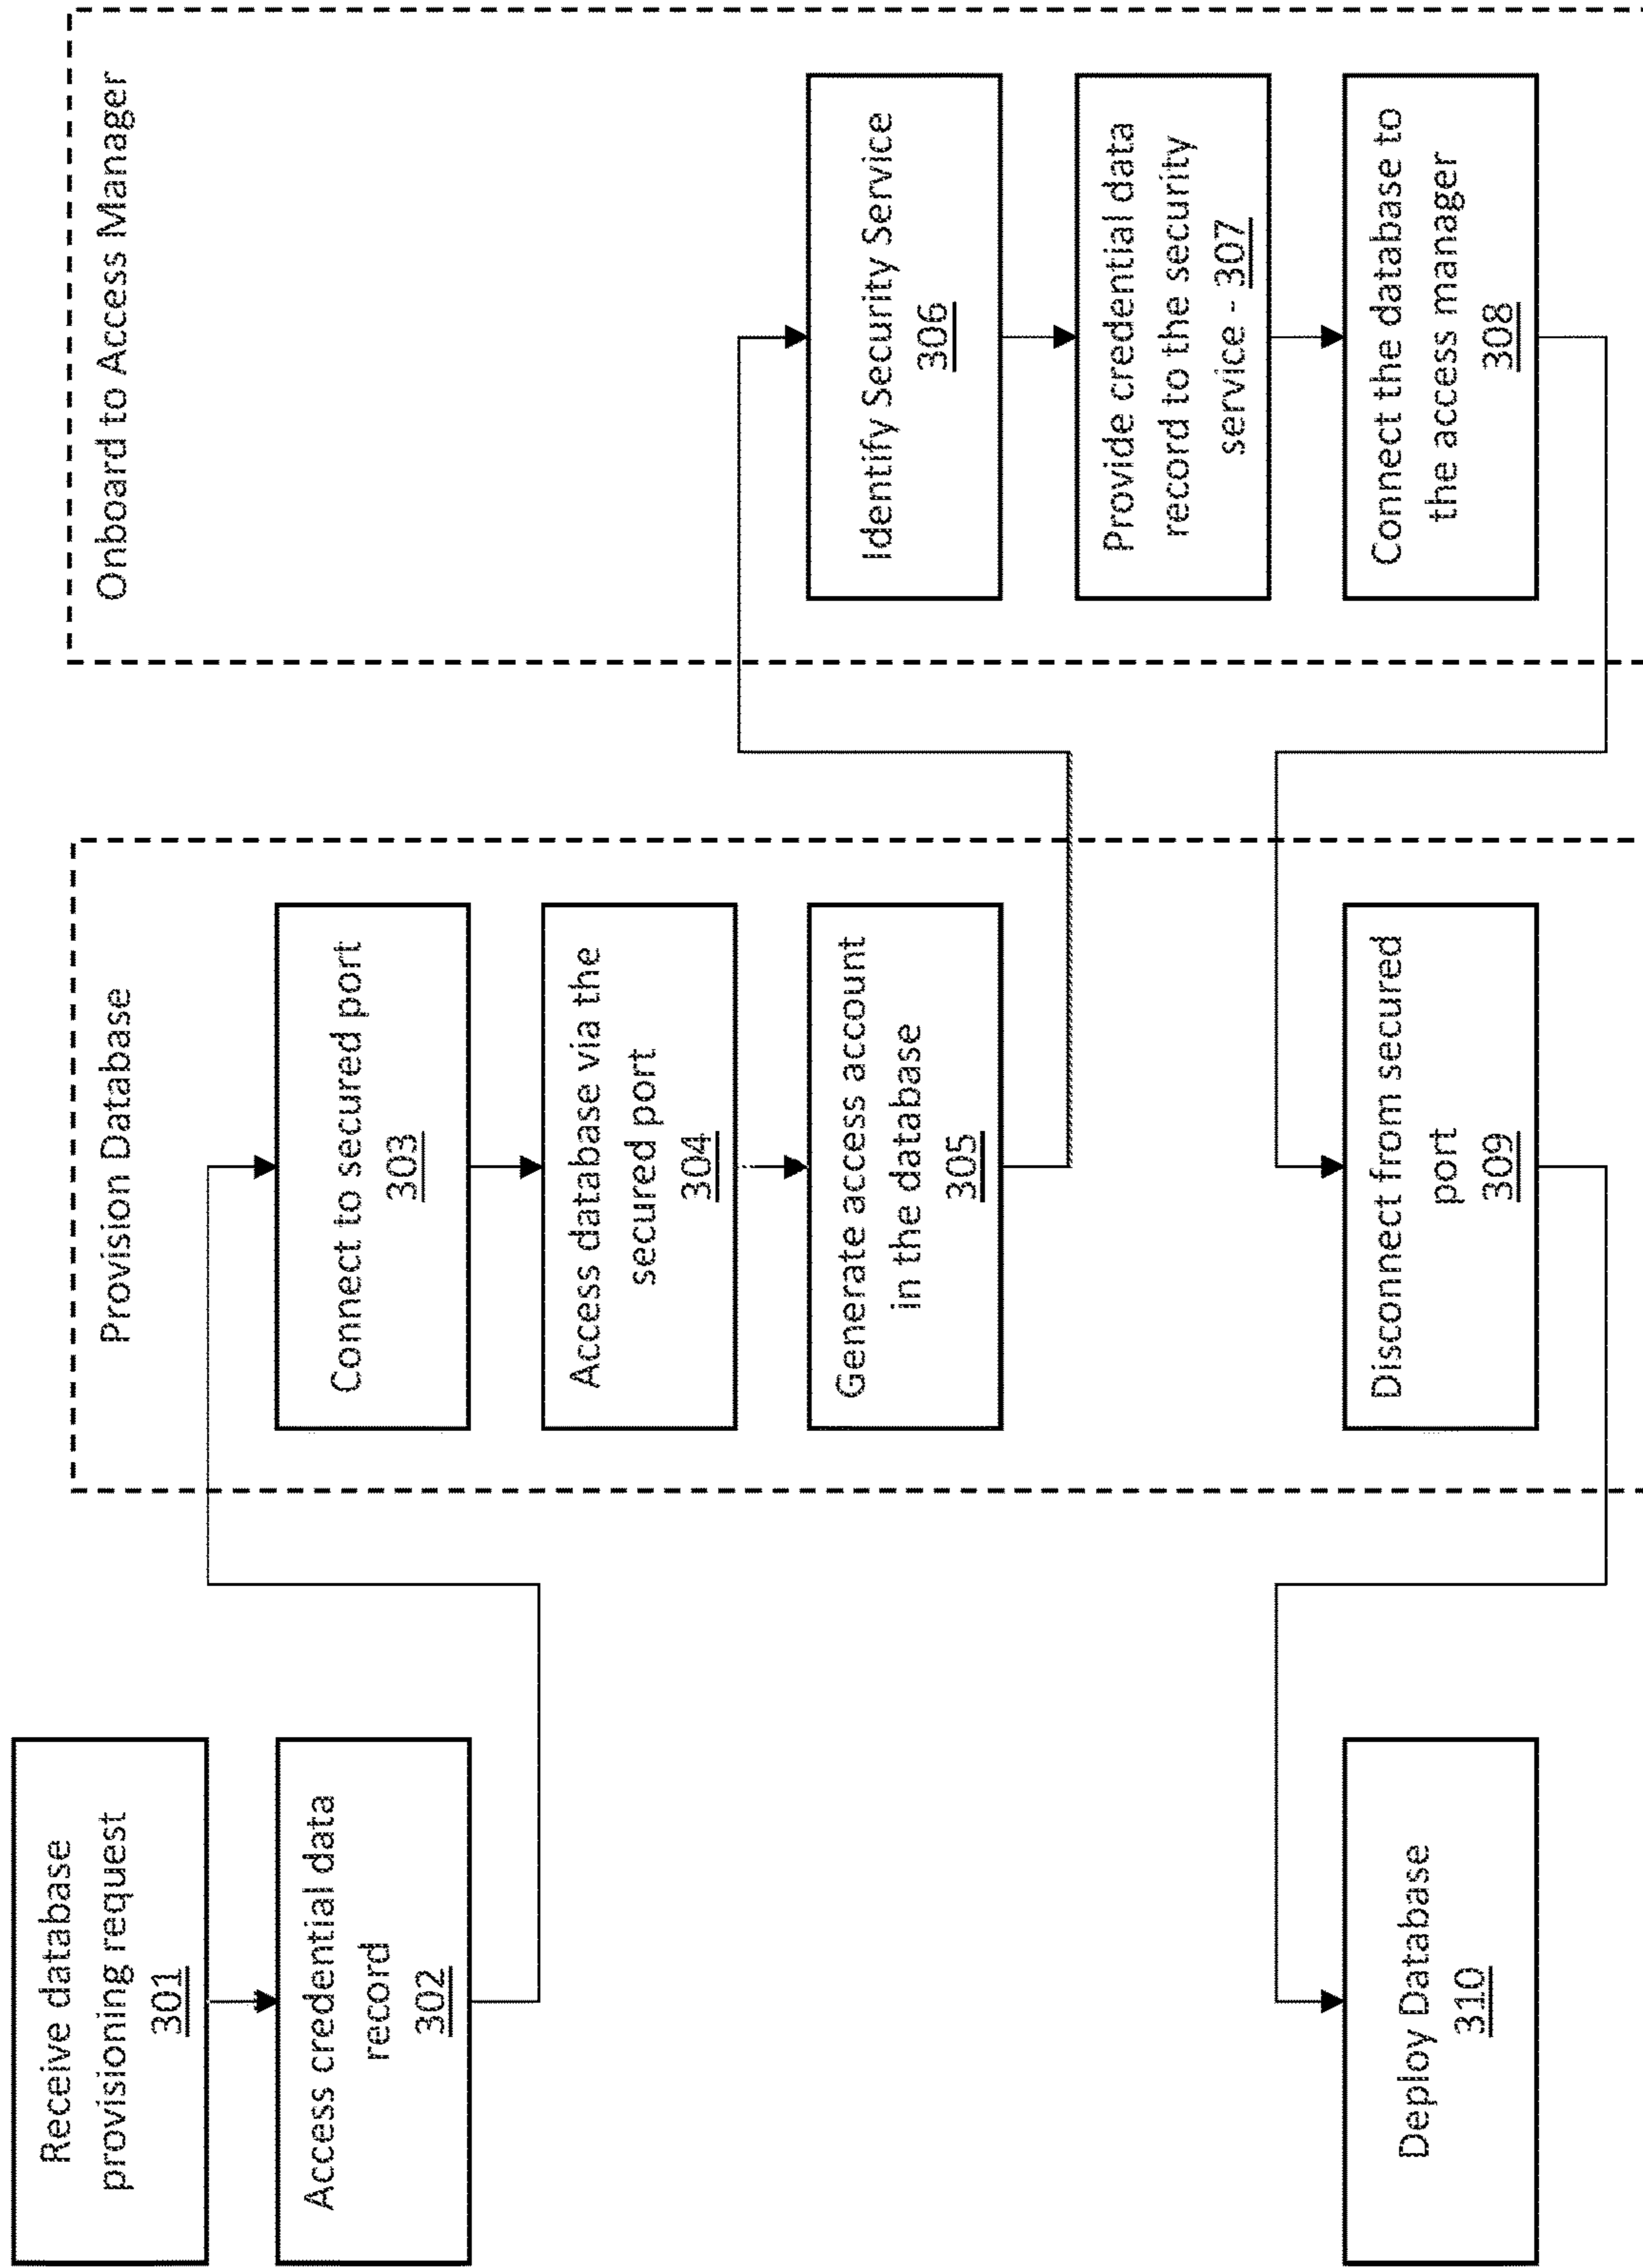 Receive database
provisioning request
301
Access credential data
record
302
Provision Database
Connect to secured port
303
Access database via the
secured port
304
Generate access account
in the database
305
Onboard to Access Manager
Identify Security Service
306
Provide credential data
record to the security
service - 307
Connect the database to
the access manager
308
Disconnect from secured
port
309
Deploy Database
310